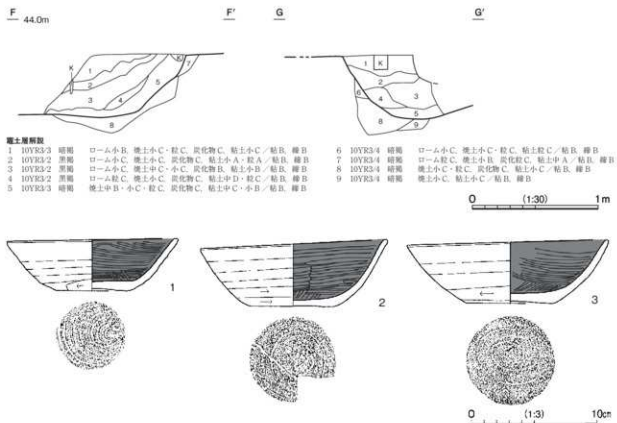 F 44.0m F′ G G′
K 1 2 3 4 5 K 7 8
K 1 2 3 4 5 6 8 9
竈土層解説
1 10YR3/3 暗褐 ローム小B, 焼土小C・粒C, 炭化物C, 粘土小C/粘B, 締B
2 10YR3/2 黒褐 ローム小C, 焼土小C, 炭化物C, 粘土小A・粒A/粘B, 締B
3 10YR3/2 黒褐 ローム中C・小C, 焼土小C, 炭化物B, 粘土小B/粘B, 締B
4 10YR3/2 黒褐 ローム粒C, 焼土小C, 炭化物C, 粘土中D・粒C/粘B, 締B
5 10YR3/3 暗褐 焼土中B・小C・粒C, 炭化物C, 粘土中C・小B/粘B, 締B
6 10YR3/4 暗褐 ローム小C, 焼土小C・粒C, 粘土粒C/粘B, 締B
7 10YR3/4 暗褐 ローム粒C, 焼土小B, 炭化粒C, 粘土中A/粘B, 締B
8 10YR3/4 暗褐 焼土小C・粒C, 炭化物C, 粘土小C/粘B, 締B
9 10YR3/4 暗褐 焼土小C, 粘土小C/粘B, 締B
0 (1:30) 1m
1 2 3
0 (1:3) 10cm